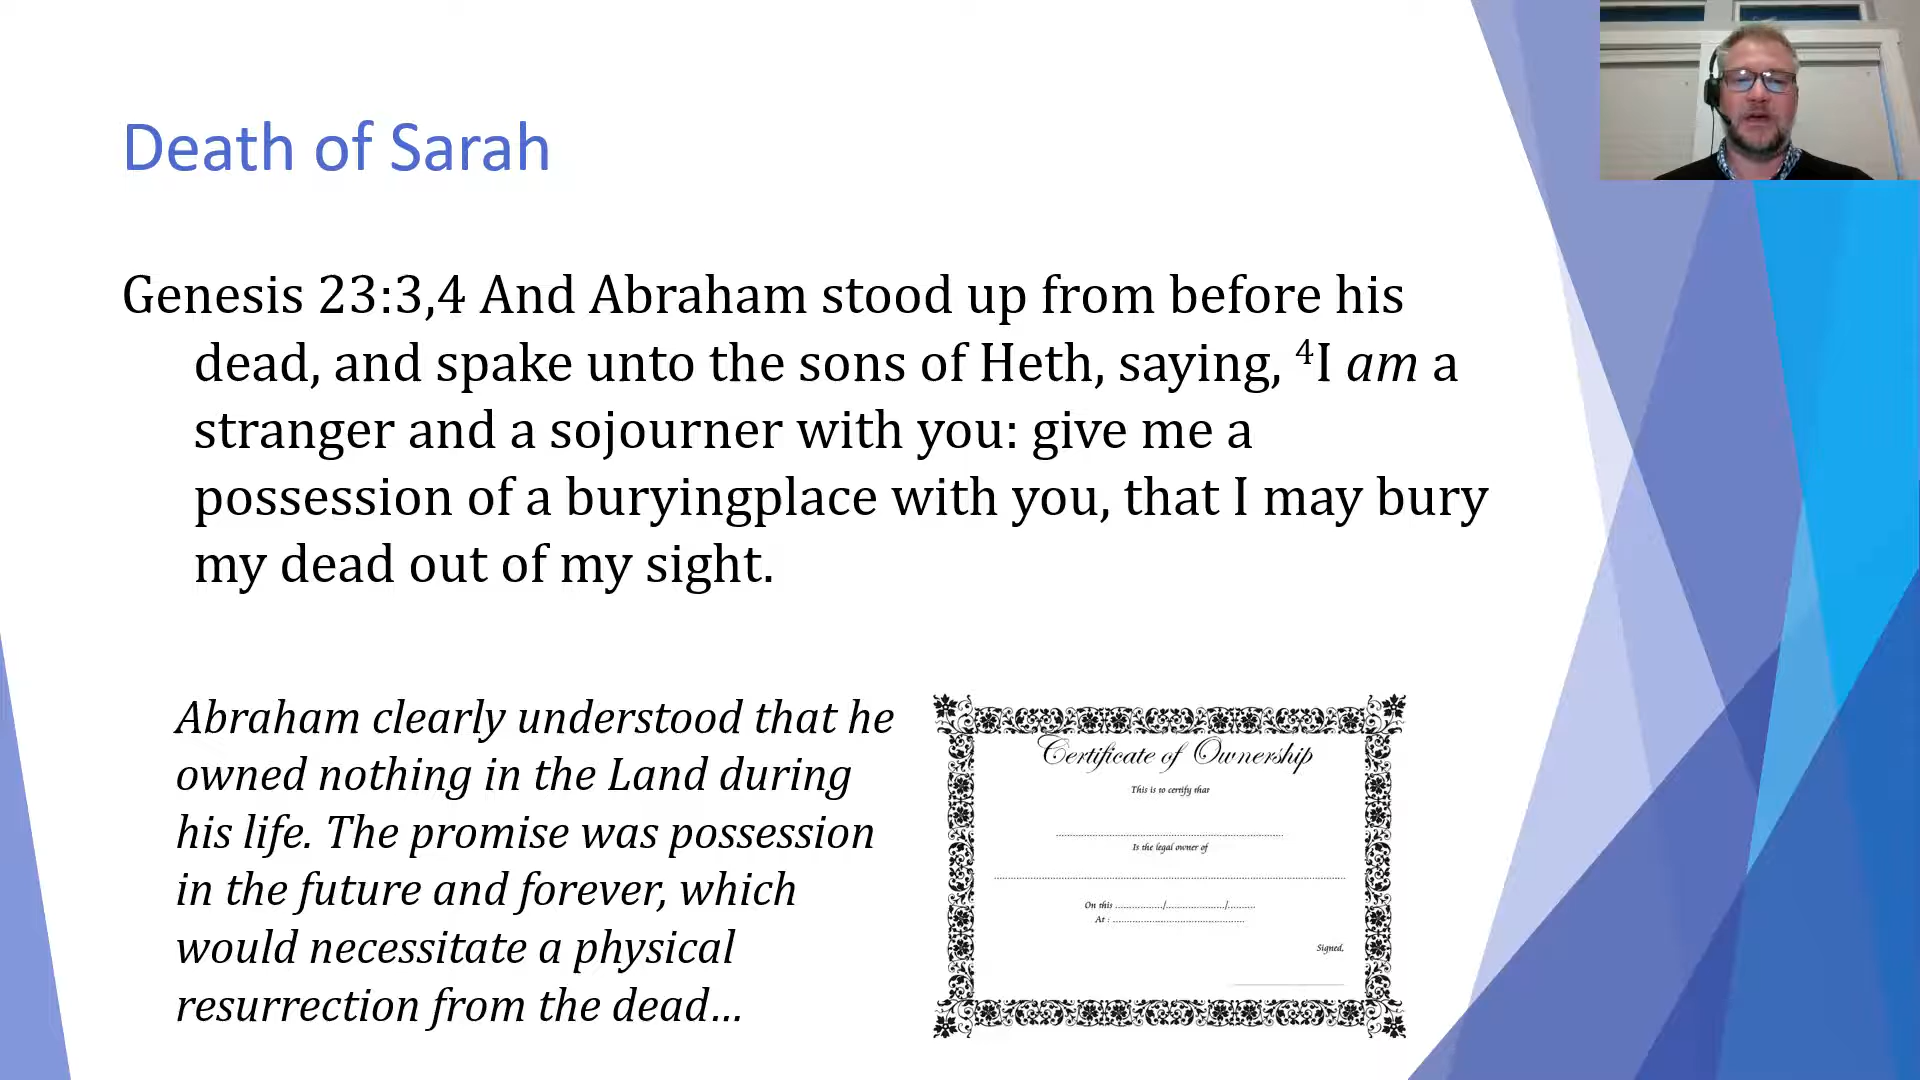 Death of Sarah
Genesis 23:3,4 And Abraham stood up from before his
dead, and spake unto the sons of Heth, saying, ⁴I am a
stranger and a sojourner with you: give me a
possession of a buryingplace with you, that I may bury
my dead out of my sight.
Abraham clearly understood that he
owned nothing in the Land during
his life. The promise was possession
in the future and forever, which
would necessitate a physical
resurrection from the dead…
Certificate of Ownership
This is to certify that
Is the legal owner of
On this ................./...................../..........
At : ...............................................
Signed,